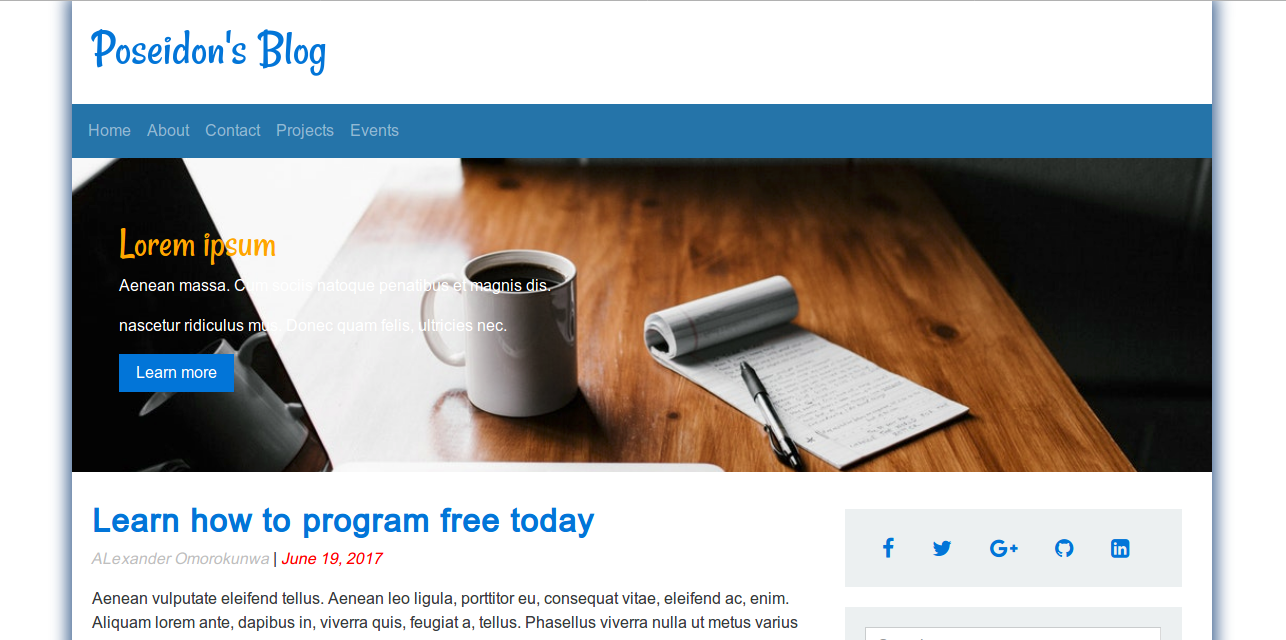 Poseidon's Blog
Home About Contact Projects Events
Lorem ipsum
Aenean massa. Cum sociis natoque penatibus et magnis dis.
nascetur ridiculus mus. Donec quam felis, ultricies nec.
Learn more
Learn how to program free today
ALexander Omorokunwa | June 19, 2017
Aenean vulputate eleifend tellus. Aenean leo ligula, porttitor eu, consequat vitae, eleifend ac, enim.
Aliquam lorem ante, dapibus in, viverra quis, feugiat a, tellus. Phasellus viverra nulla ut metus varius